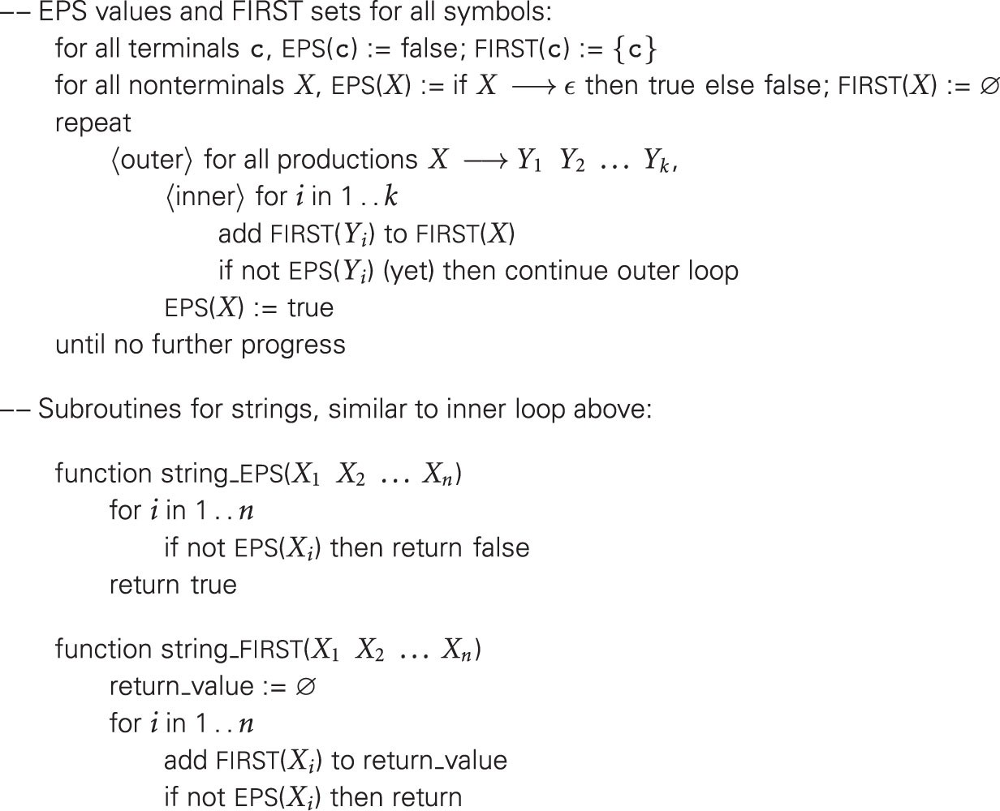 −− EPS values and FIRST sets for all symbols:
for all terminals c, EPS(c) := false; FIRST(c) := {c}
for all nonterminals X, EPS(X) := if X ⟶ ϵ then true else false; FIRST(X) := ∅
repeat
⟨outer⟩ for all productions X ⟶ Y₁ Y₂ … Yₖ,
⟨inner⟩ for i in 1 . . k
add FIRST(Yᵢ) to FIRST(X)
if not EPS(Yᵢ) (yet) then continue outer loop
EPS(X) := true
until no further progress
−− Subroutines for strings, similar to inner loop above:
function string_EPS(X₁ X₂ … Xₙ)
for i in 1 . . n
if not EPS(Xᵢ) then return false
return true
function string_FIRST(X₁ X₂ … Xₙ)
return_value := ∅
for i in 1 . . n
add FIRST(Xᵢ) to return_value
if not EPS(Xᵢ) then return